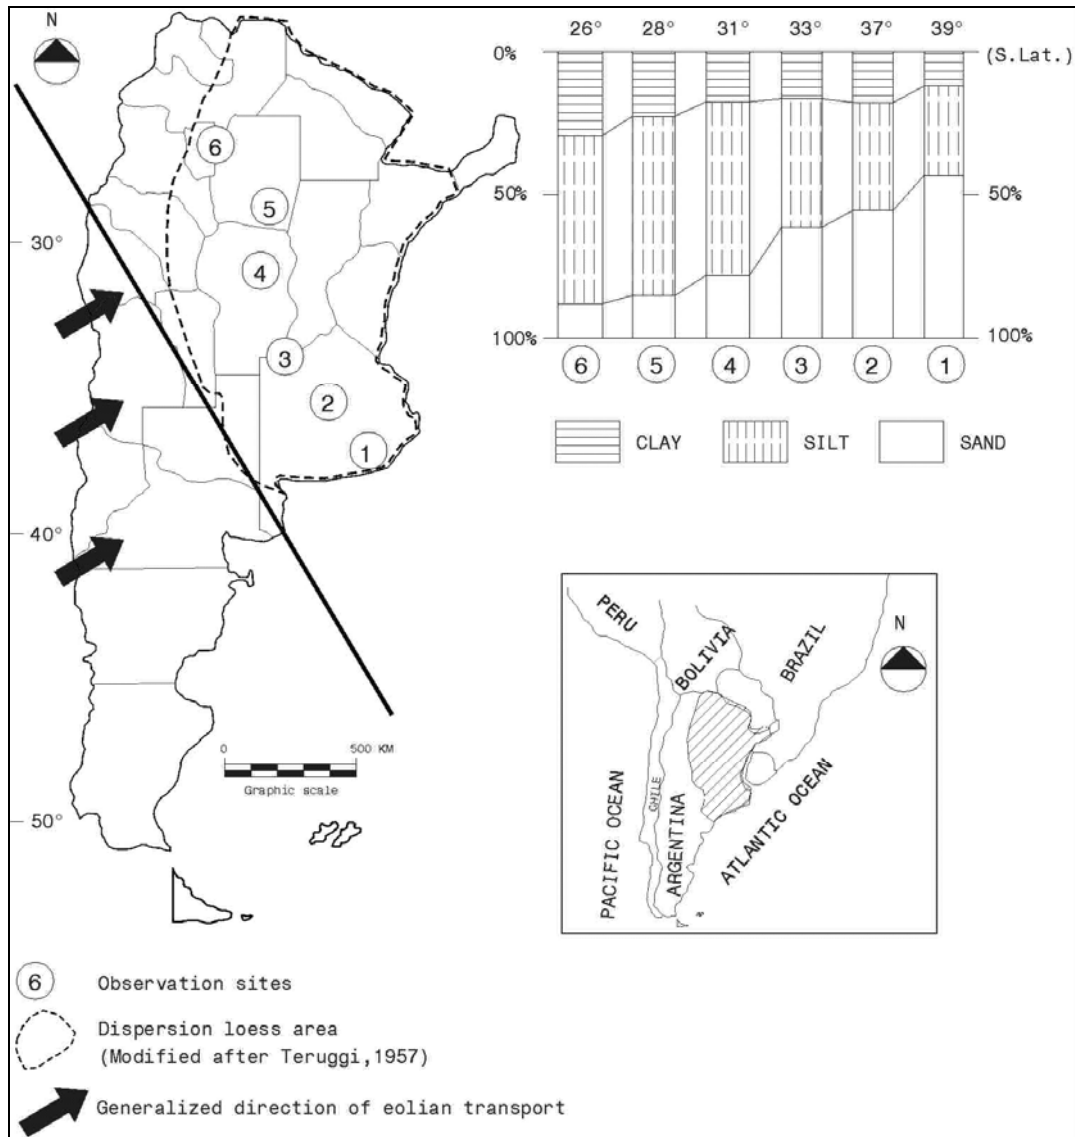 N
6
5
4
3
2
1
30°
40°
50°
0
500 KM
Graphic scale
26°
28°
31°
33°
37°
39°
0%
(S.Lat.)
50%
50%
100%
100%
6
5
4
3
2
1
CLAY
SILT
SAND
PERU
BOLIVIA
BRAZIL
N
PACIFIC OCEAN
CHILE
ARGENTINA
ATLANTIC OCEAN
6
Observation sites
Dispersion loess area
(Modified after Teruggi,1957)
Generalized direction of eolian transport